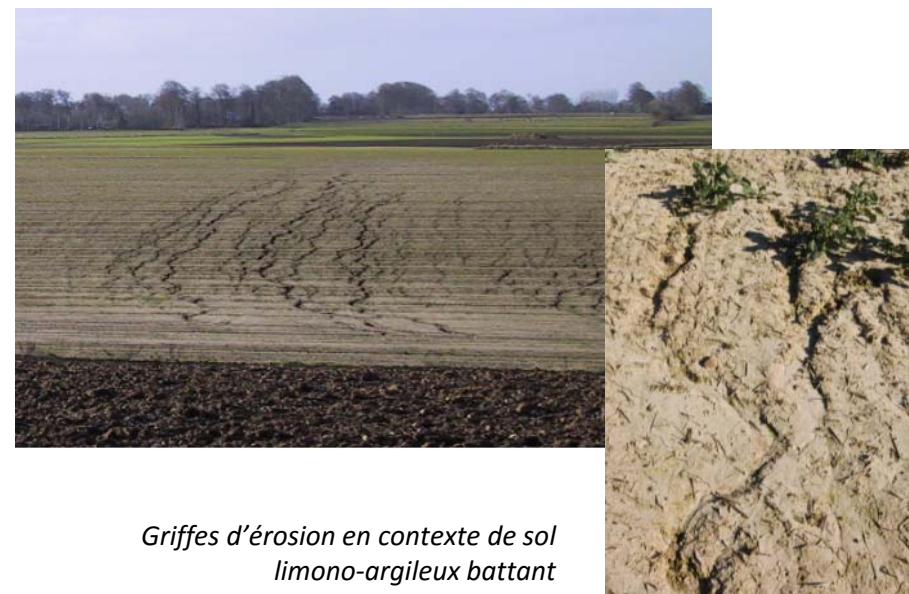 Griffes d’érosion en contexte de sol
limono-argileux battant